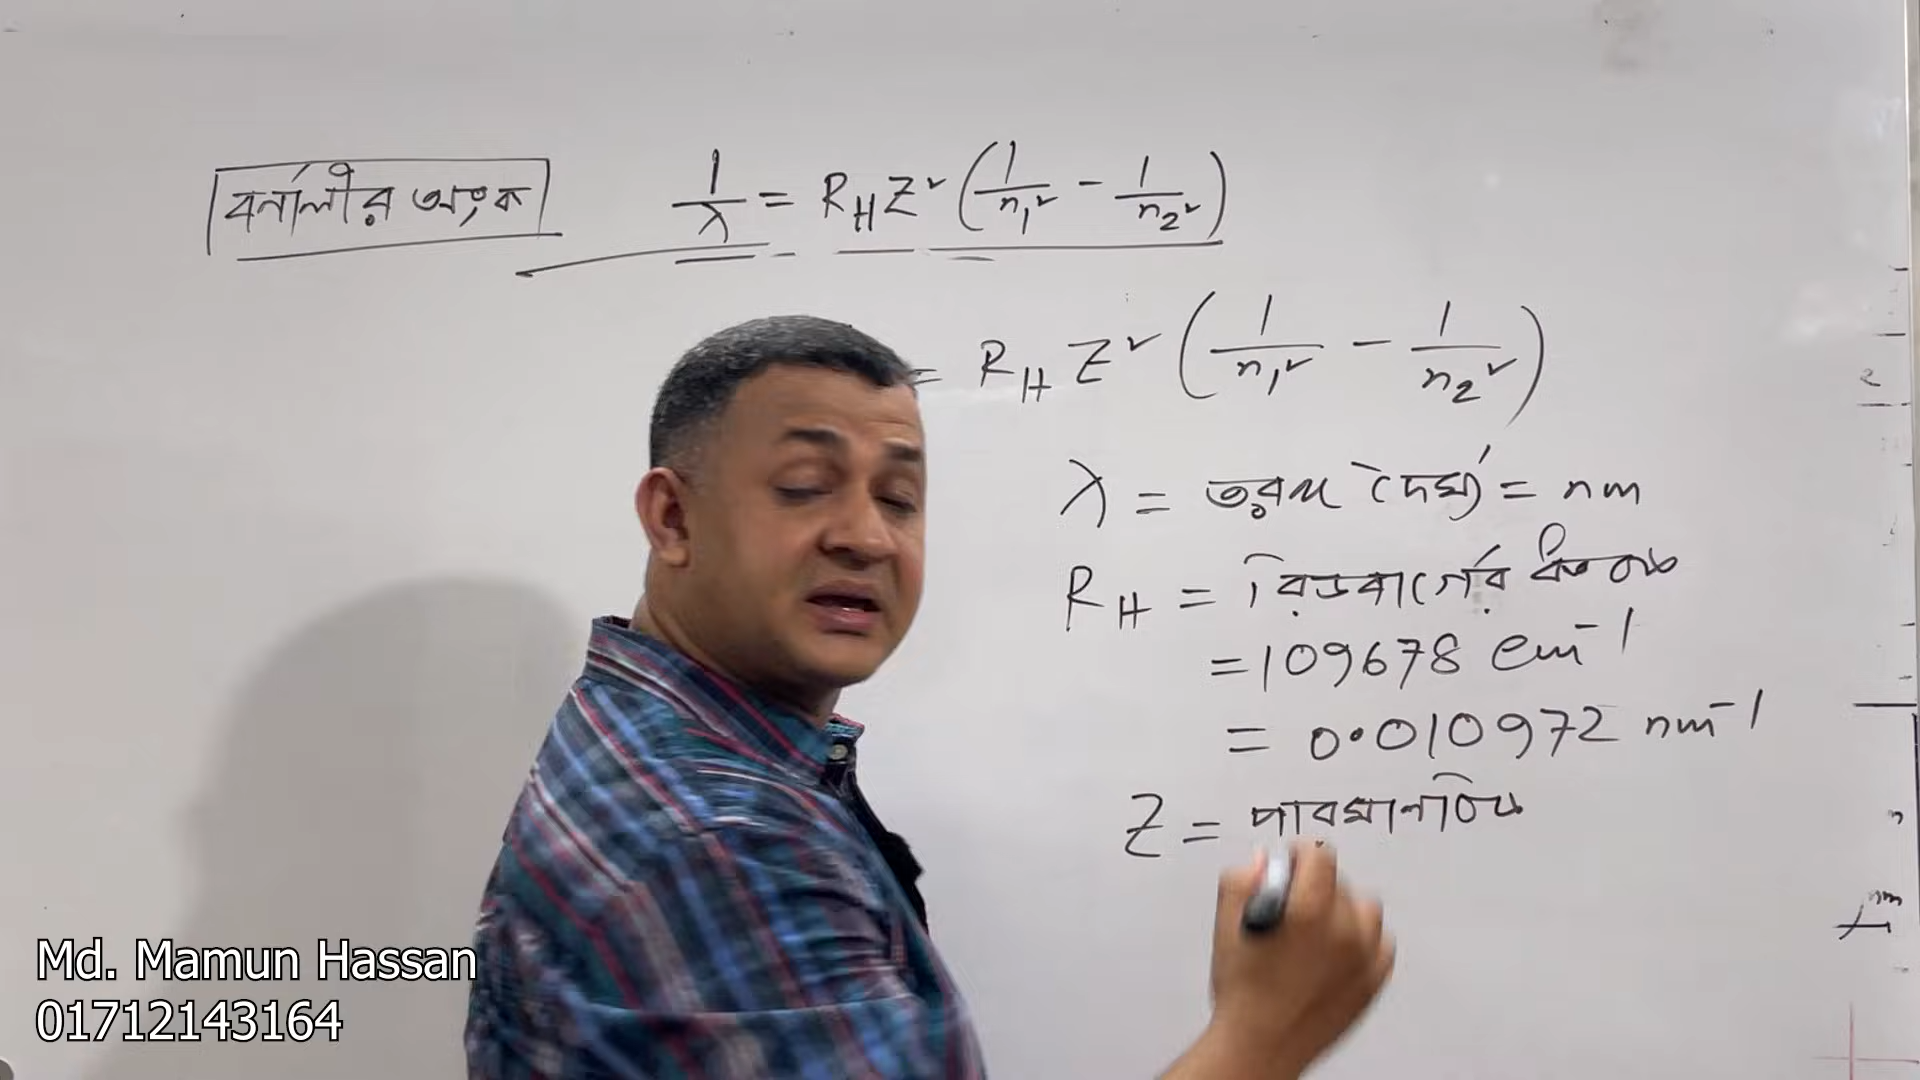 বর্ণালীর অংক
1/λ = R_H Z² (1/n₁² - 1/n₂²)
= R_H Z² (1/n₁² - 1/n₂²)
λ = তরঙ্গ দৈর্ঘ্য = nm
R_H = রিডবার্গের ধ্রুবক
= 109678 cm⁻¹
= 0.010972 nm⁻¹
Z = পারমানবিক
Md. Mamun Hassan
01712143164